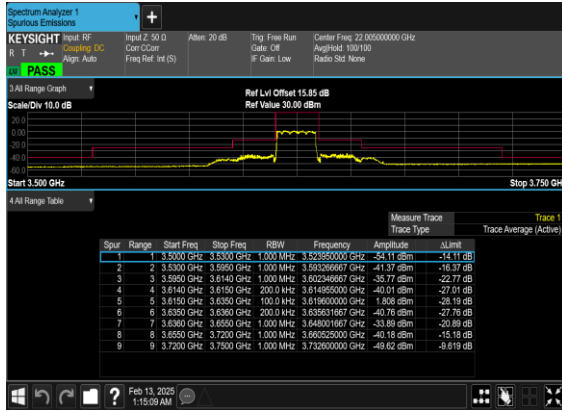 Spectrum Analyzer 1
Spurious Emissions
+
KEYSIGHT Input: RF Input Z: 50 Ω Atten: 20 dB Trig: Free Run Center Freq: 22.005000000 GHz
R T Coupling: DC Corr CCorr Gate: Off Avg|Hold: 100/100
Align: Auto Freq Ref: Int (S) IF Gain: Low Radio Std: None
PASS
3 All Range Graph
Ref Lvl Offset 15.85 dB
Scale/Div 10.0 dB Ref Value 30.00 dBm
20.0
0.00
-20.0
-40.0
-60.0
Start 3.500 GHz Stop 3.750 GH
4 All Range Table
Measure Trace Trace 1
Trace Type Trace Average (Active)
Spur Range Start Freq Stop Freq RBW Frequency Amplitude ΔLimit
1 1 3.5000 GHz 3.5300 GHz 1.000 MHz 3.523950000 GHz -54.11 dBm -14.11 dB
2 2 3.5300 GHz 3.5950 GHz 1.000 MHz 3.593266667 GHz -41.37 dBm -16.37 dB
3 3 3.5950 GHz 3.6140 GHz 1.000 MHz 3.602346667 GHz -35.77 dBm -22.77 dB
4 4 3.6140 GHz 3.6150 GHz 200.0 kHz 3.614955000 GHz -40.01 dBm -27.01 dB
5 5 3.6150 GHz 3.6350 GHz 100.0 kHz 3.619600000 GHz 1.808 dBm -28.19 dB
6 6 3.6350 GHz 3.6360 GHz 200.0 kHz 3.635631667 GHz -40.76 dBm -27.76 dB
7 7 3.6360 GHz 3.6550 GHz 1.000 MHz 3.648001667 GHz -33.89 dBm -20.89 dB
8 8 3.6550 GHz 3.7200 GHz 1.000 MHz 3.660525000 GHz -40.18 dBm -15.18 dB
9 9 3.7200 GHz 3.7500 GHz 1.000 MHz 3.732600000 GHz -49.62 dBm -9.619 dB
? Feb 13, 2025
1:15:09 AM